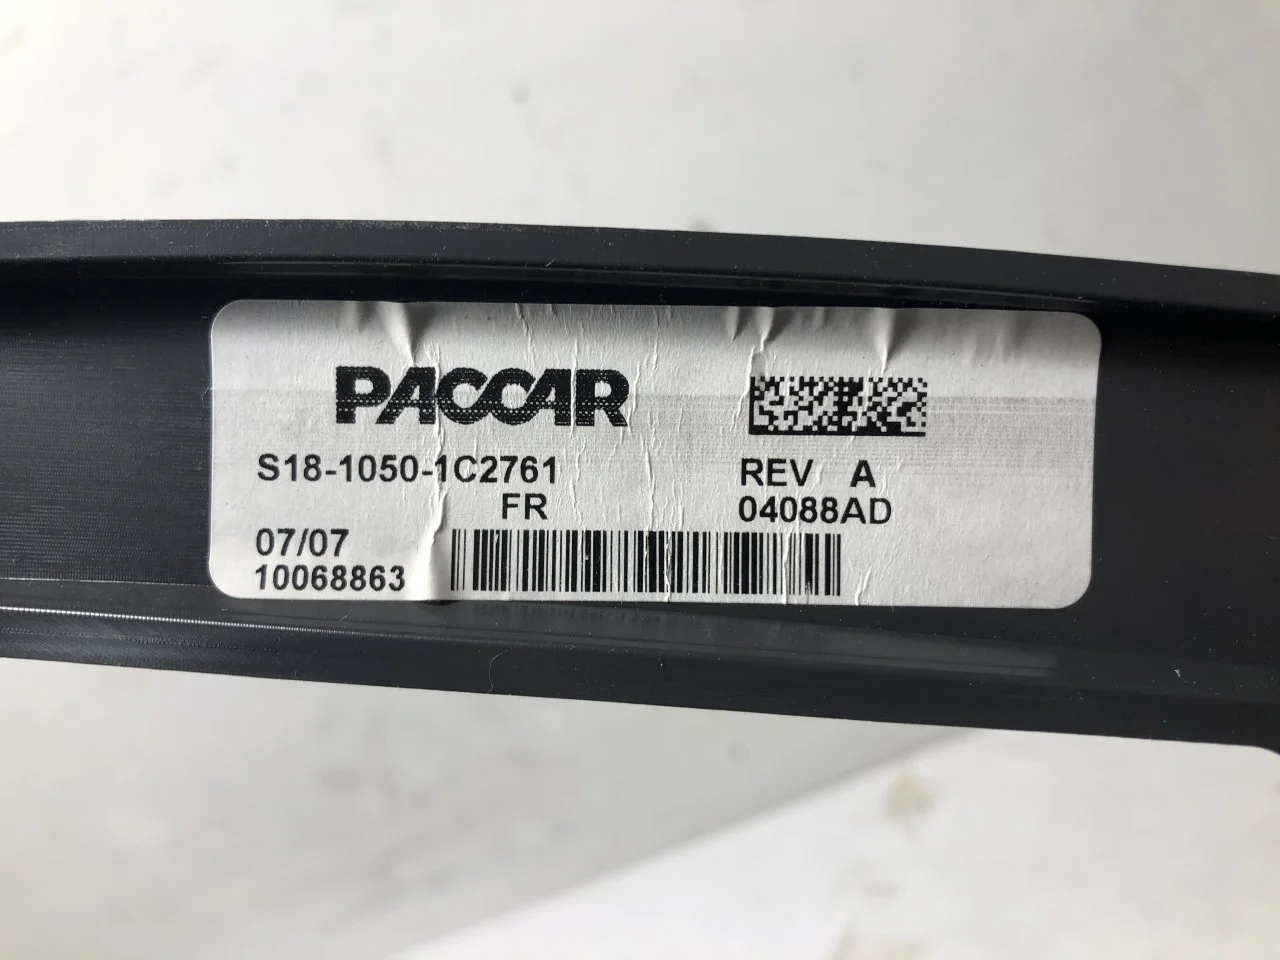 PACCAR
S18-1050-1C2761 REV A
FR 04088AD
07/07
10068863